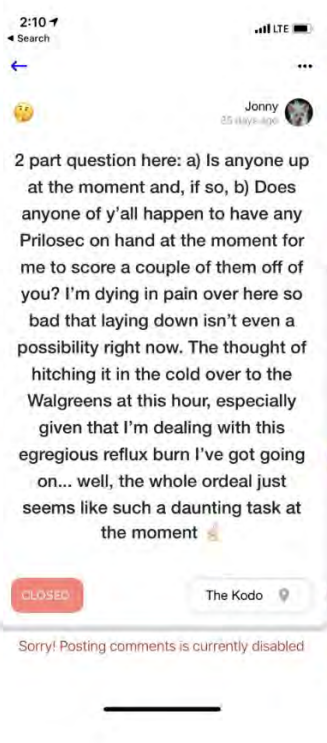 2:10
LTE
◄ Search
Jonny
25 days ago
2 part question here: a) Is anyone up
at the moment and, if so, b) Does
anyone of y’all happen to have any
Prilosec on hand at the moment for
me to score a couple of them off of
you? I’m dying in pain over here so
bad that laying down isn’t even a
possibility right now. The thought of
hitching it in the cold over to the
Walgreens at this hour, especially
given that I’m dealing with this
egregious reflux burn I’ve got going
on... well, the whole ordeal just
seems like such a daunting task at
the moment
CLOSED
The Kodo
Sorry! Posting comments is currently disabled